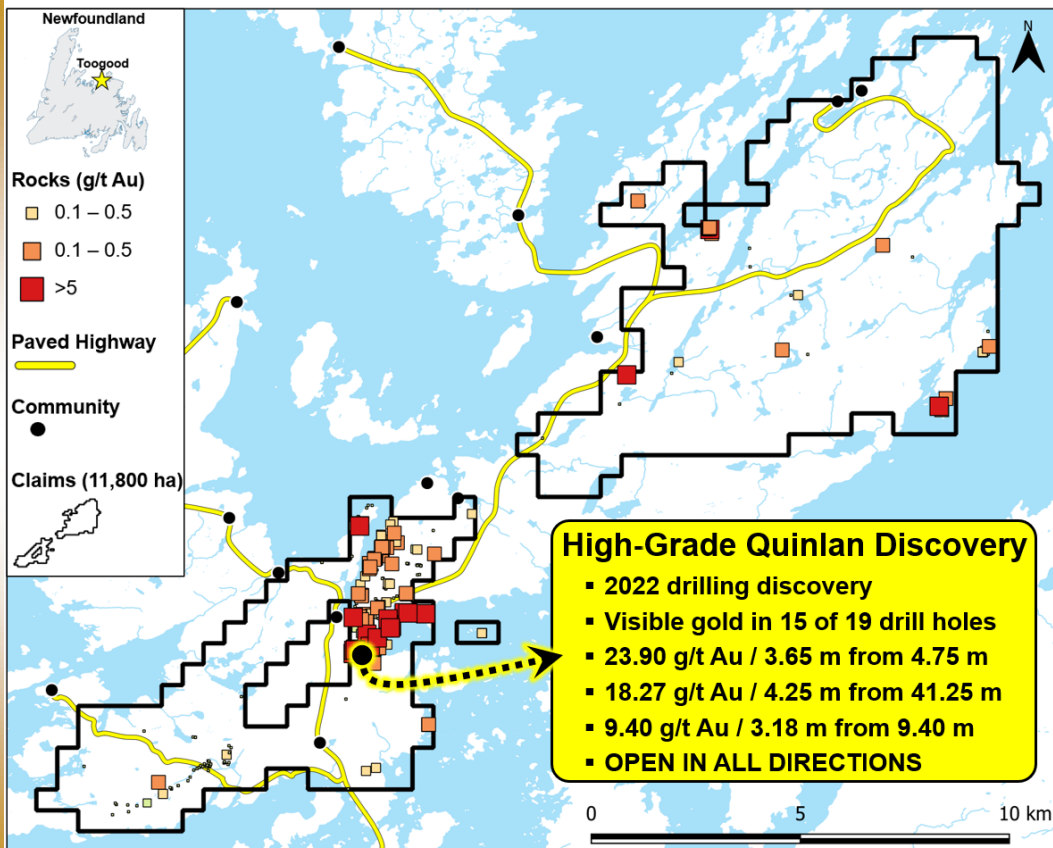 Newfoundland
Toogood
Rocks (g/t Au)
0.1 – 0.5
0.1 – 0.5
>5
Paved Highway
Community
Claims (11,800 ha)
N
High-Grade Quinlan Discovery
▪ 2022 drilling discovery
▪ Visible gold in 15 of 19 drill holes
▪ 23.90 g/t Au / 3.65 m from 4.75 m
▪ 18.27 g/t Au / 4.25 m from 41.25 m
▪ 9.40 g/t Au / 3.18 m from 9.40 m
▪ OPEN IN ALL DIRECTIONS
0 5 10 km